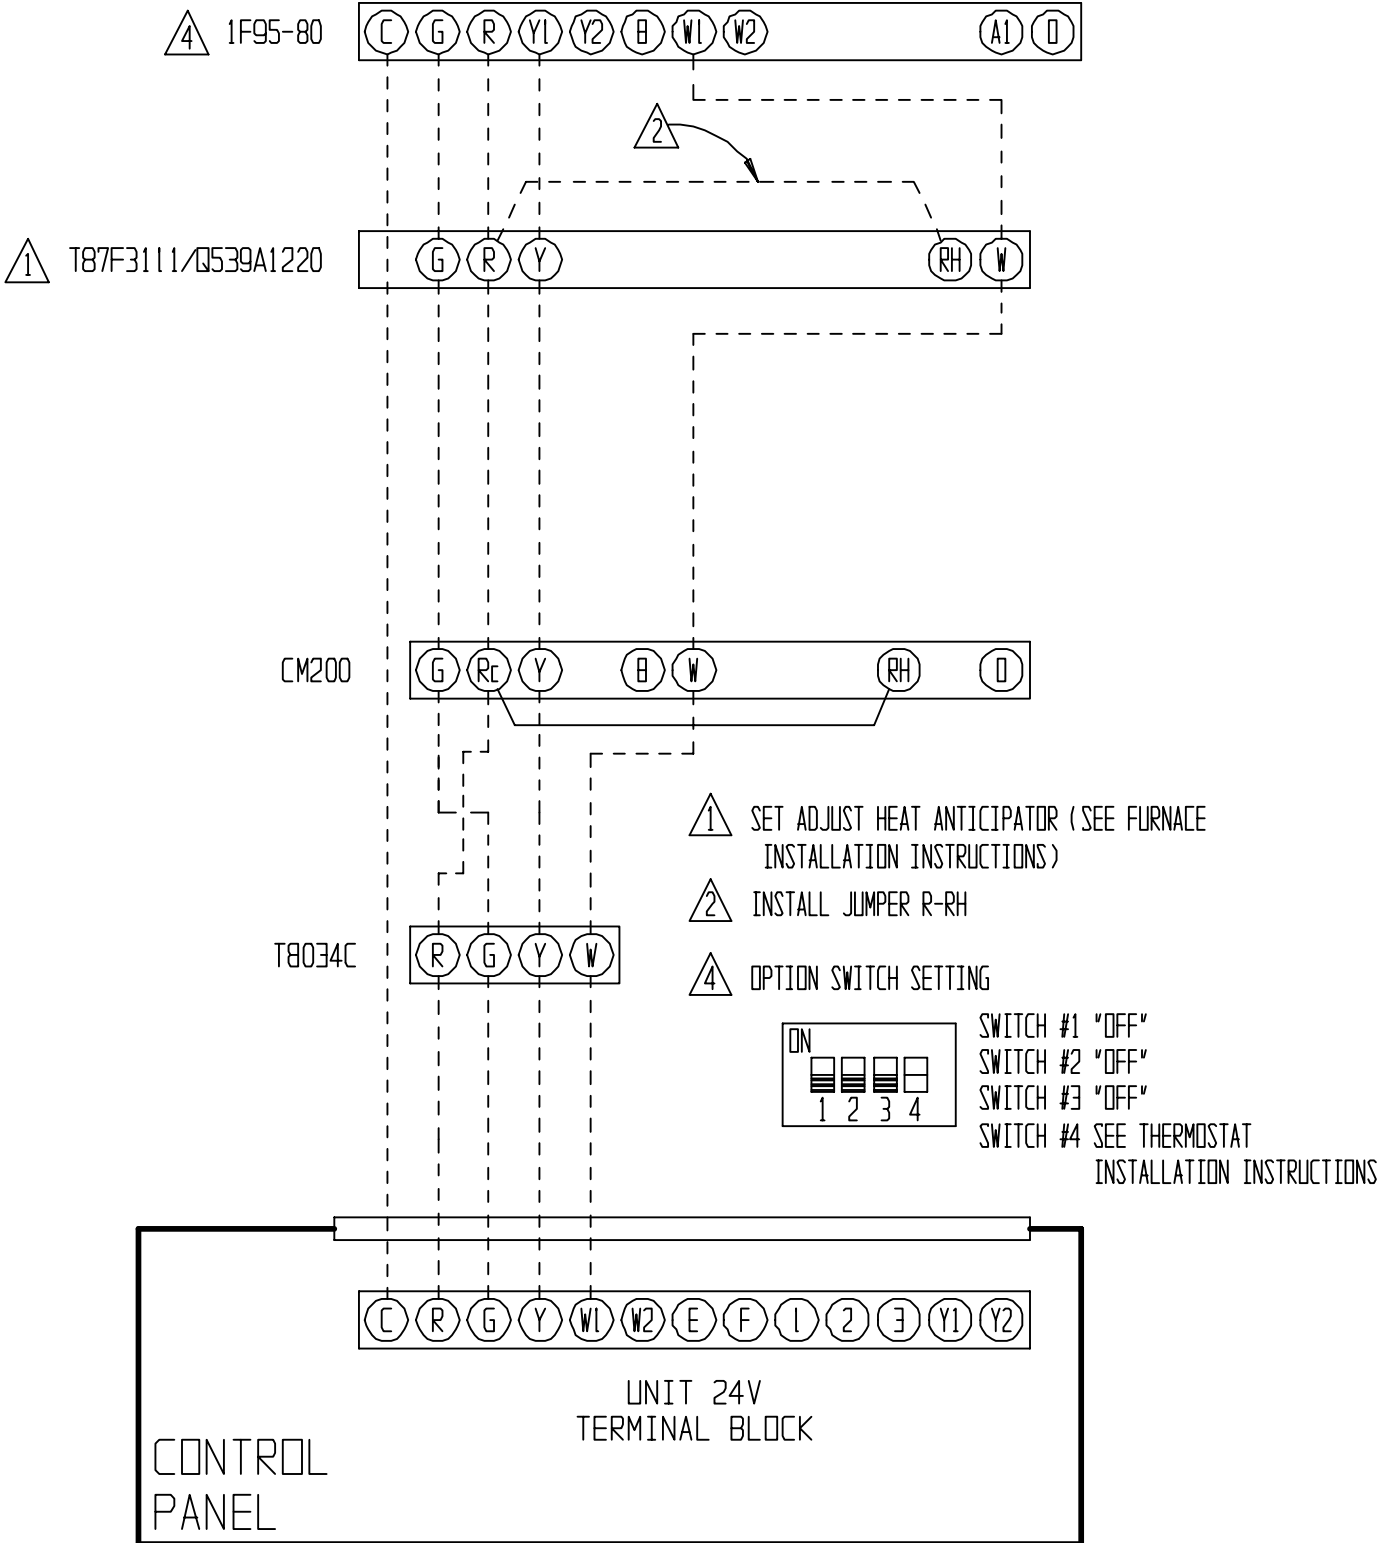 4 1F95-80 C G R Y1 Y2 B W1 W2 A1 O
2
1 T87F3111/Q539A1220 G R Y RH W
CM200 G Rc Y B W RH O
1 SET ADJUST HEAT ANTICIPATOR (SEE FURNACE
INSTALLATION INSTRUCTIONS)
2 INSTALL JUMPER R-RH
T8034C R G Y W
4 OPTION SWITCH SETTING
ON
1 2 3 4
SWITCH #1 "OFF"
SWITCH #2 "OFF"
SWITCH #3 "OFF"
SWITCH #4 SEE THERMOSTAT
INSTALLATION INSTRUCTIONS
C R G Y W1 W2 E F 1 2 3 Y1 Y2
UNIT 24V
TERMINAL BLOCK
CONTROL
PANEL